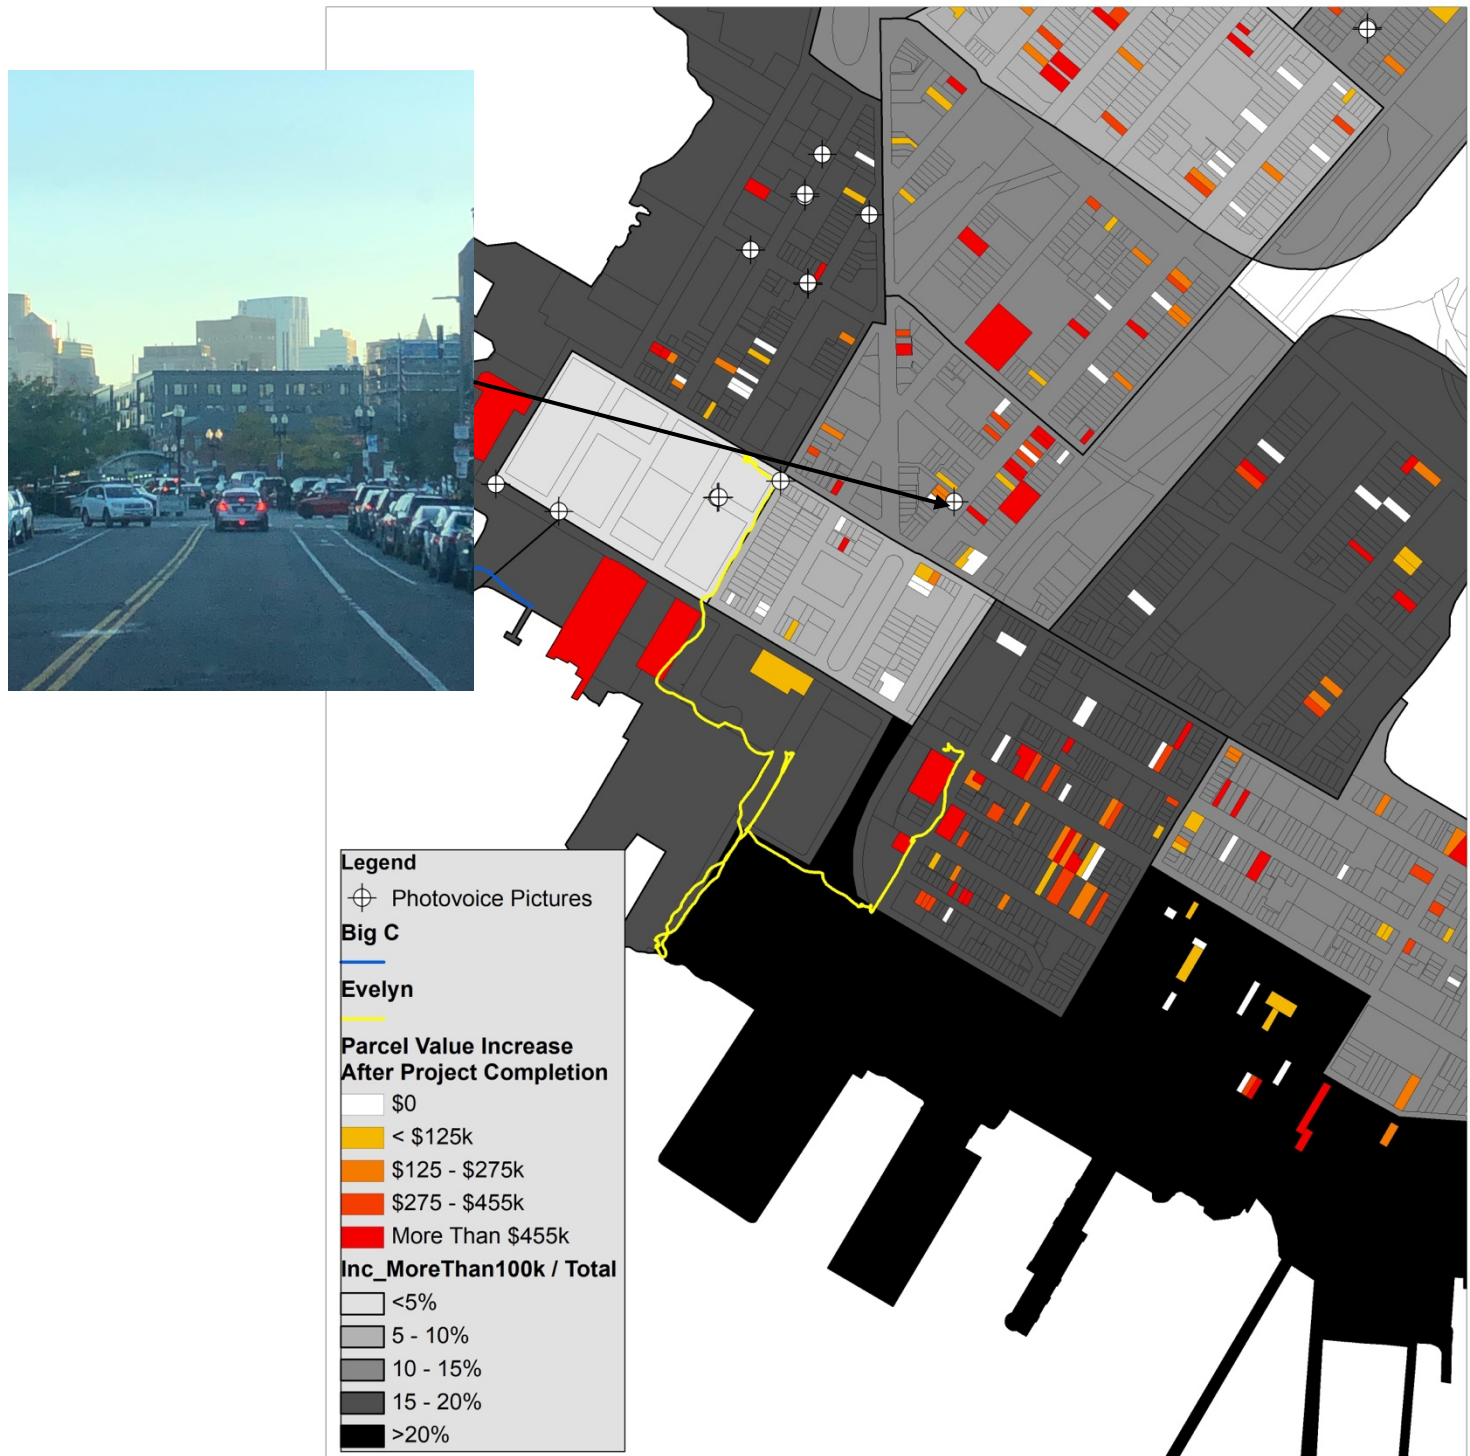 Legend
Photovoice Pictures
Big C
Evelyn
Parcel Value Increase
After Project Completion
$0
< $125k
$125 - $275k
$275 - $455k
More Than $455k
Inc_MoreThan100k / Total
<5%
5 - 10%
10 - 15%
15 - 20%
>20%